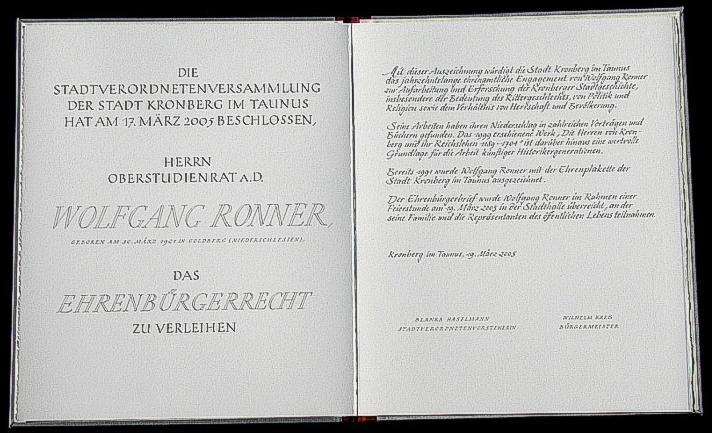 DIE
STADTVERORDNETENVERSAMMLUNG
DER STADT KRONBERG IM TAUNUS
HAT AM 17. MÄRZ 2005 BESCHLOSSEN,
HERRN
OBERSTUDIENRAT A.D.
WOLFGANG RONNER,
GEBOREN AM 30. MÄRZ 1921 IN GOLDBERG (NIEDERSCHLESIEN),
DAS
EHRENBÜRGERRECHT
ZU VERLEIHEN
Mit dieser Auszeichnung würdigt die Stadt Kronberg im Taunus
das jahrzehntelange ehrenamtliche Engagement von Wolfgang Ronner
zur Aufarbeitung und Erforschung der Kronberger Stadtgeschichte,
insbesondere der Bedeutung des Rittergeschlechtes, von Politik und
Religion sowie dem Verhältnis von Herrschaft und Bevölkerung.
Seine Arbeiten haben ihren Niederschlag in zahlreichen Vorträgen und
Büchern gefunden. Das 1999 erschienene Werk „Die Herren von Kron-
berg und ihr Reichslehen 1189-1704" ist darüber hinaus eine wertvolle
Grundlage für die Arbeit künftiger Historikergenerationen.
Bereits 1991 wurde Wolfgang Ronner mit der Ehrenplakette der
Stadt Kronberg im Taunus ausgezeichnet.
Der Ehrenbürgerbrief wurde Wolfgang Ronner im Rahmen einer
Feierstunde am 19. März 2005 in der Stadthalle überreicht, an der
seine Familie und die Repräsentanten des öffentlichen Lebens teilnahmen.
Kronberg im Taunus, 19. März 2005
BLANKA HASELMANN
STADTVERORDNETENVORSTEHERIN
WILHELM KREß
BÜRGERMEISTER